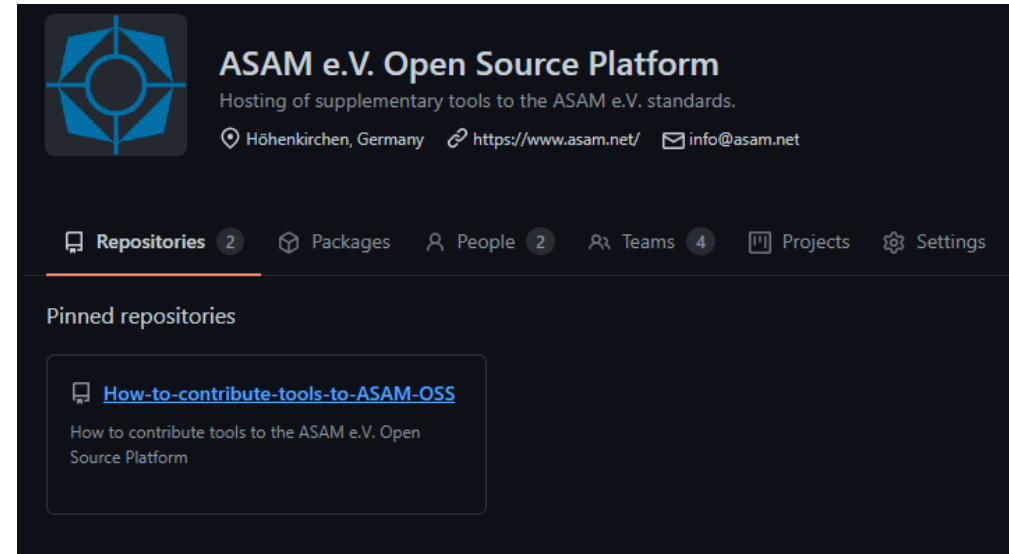 ASAM e.V. Open Source Platform
Hosting of supplementary tools to the ASAM e.V. standards.
Höhenkirchen, Germany https://www.asam.net/ info@asam.net
Repositories 2 Packages People 2 Teams 4 Projects Settings
Pinned repositories
How-to-contribute-tools-to-ASAM-OSS
How to contribute tools to the ASAM e.V. Open
Source Platform